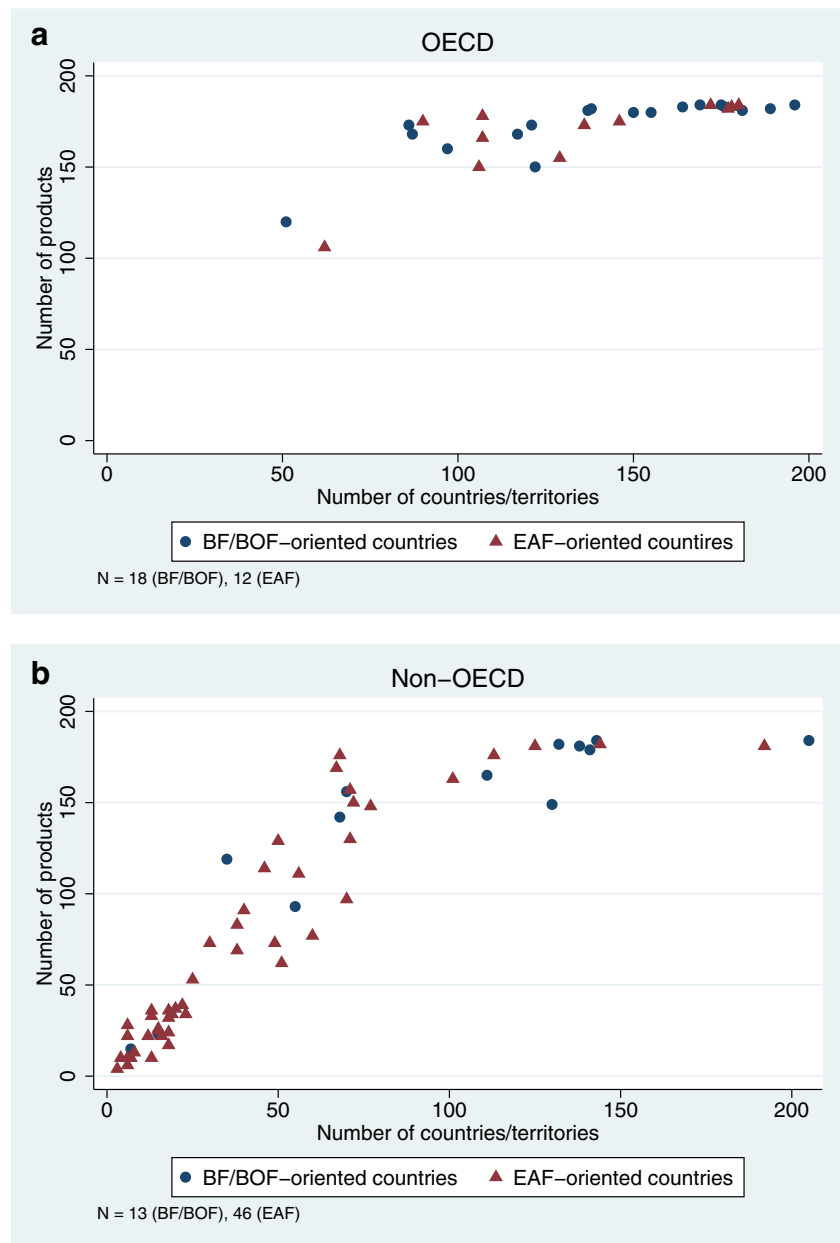 a
OECD
Number of products
200
150
100
50
0
0 50 100 150 200
Number of countries/territories
BF/BOF−oriented countries EAF−oriented countires
N = 18 (BF/BOF), 12 (EAF)
b
Non−OECD
Number of products
200
150
100
50
0
0 50 100 150 200
Number of countries/territories
BF/BOF−oriented countries EAF−oriented countries
N = 13 (BF/BOF), 46 (EAF)